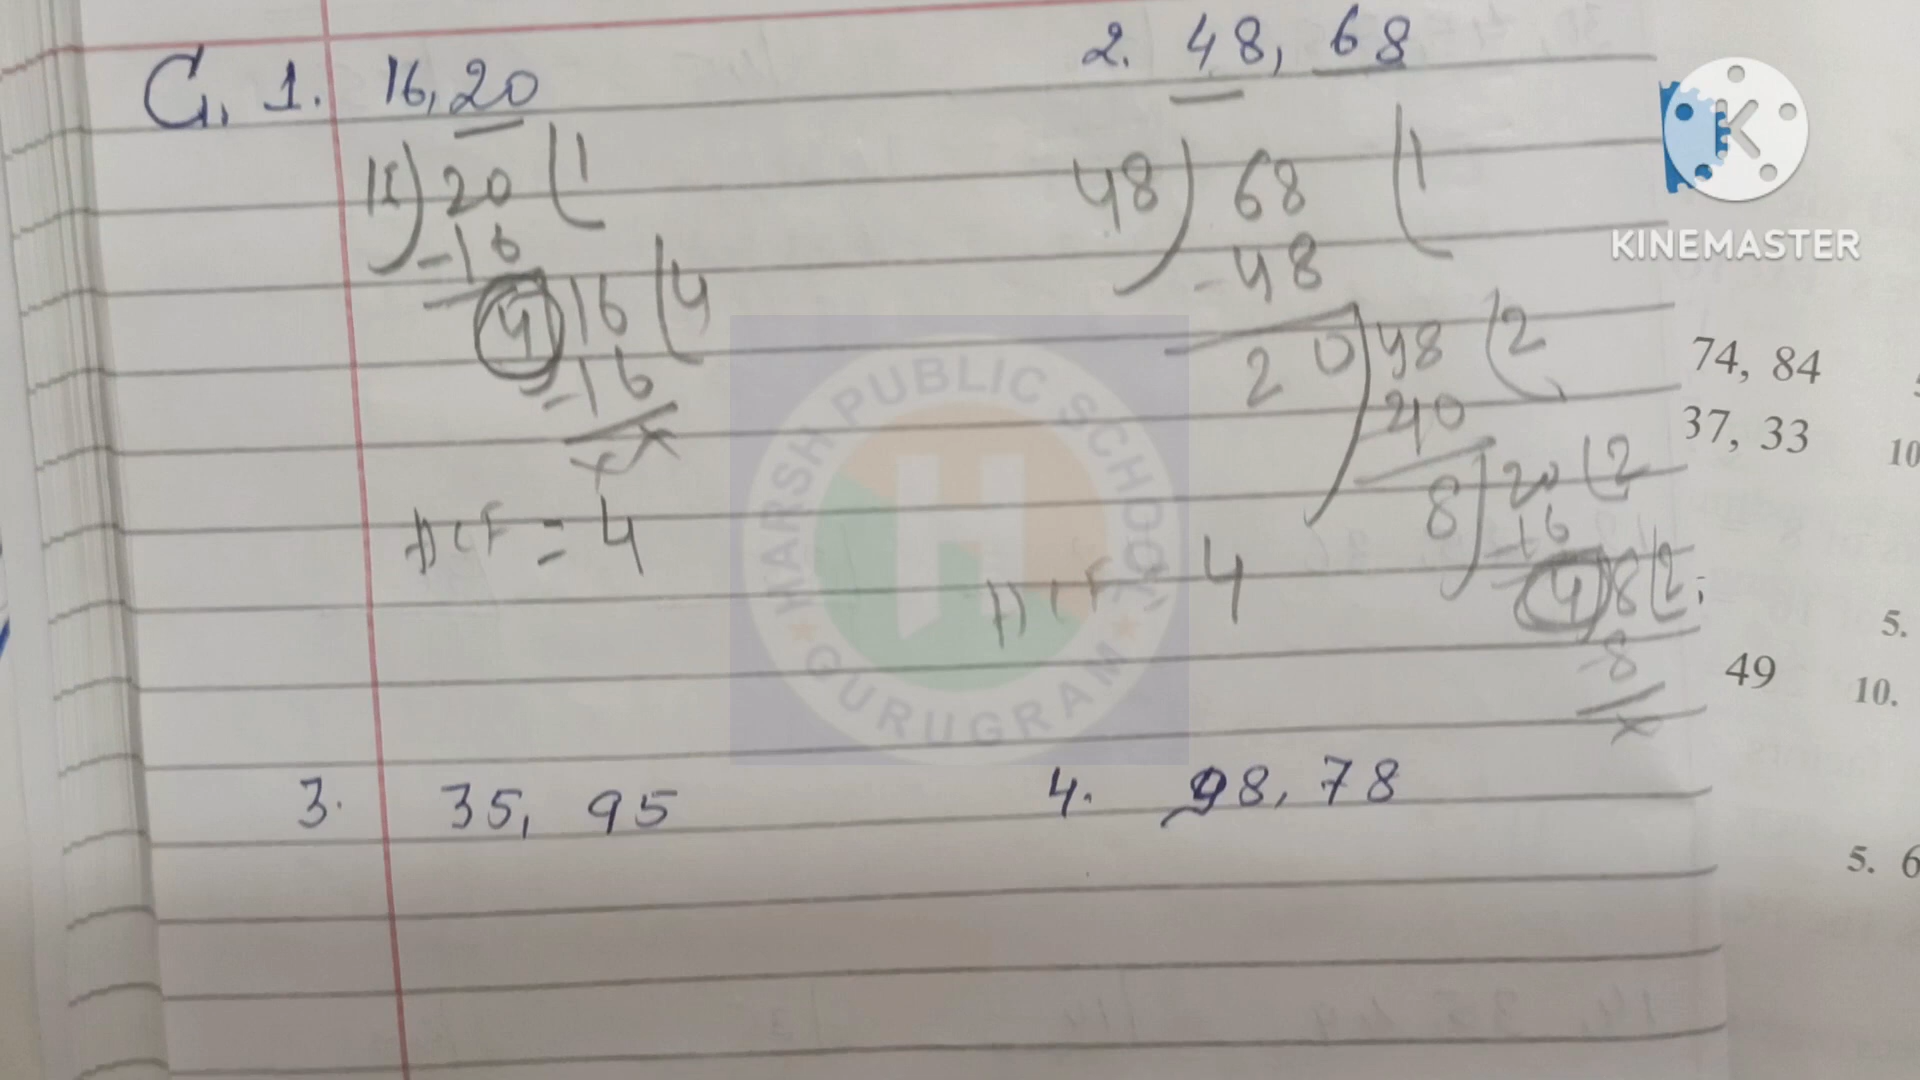 C. 1. 16, 20
16) 20 (1
-16
4) 16 (4
-16
x x
HCF = 4
2. 48, 68
48) 68 (1
-48
20) 48 (2
40
8) 20 (2
-16
4) 8 (2
-8
x
HCF 4
3. 35, 95
4. 98, 78
KINEMASTER
74, 84
37, 33
10
5.
49
10.
5. 6
HARSH PUBLIC SCHOOL
H
GURUGRAM